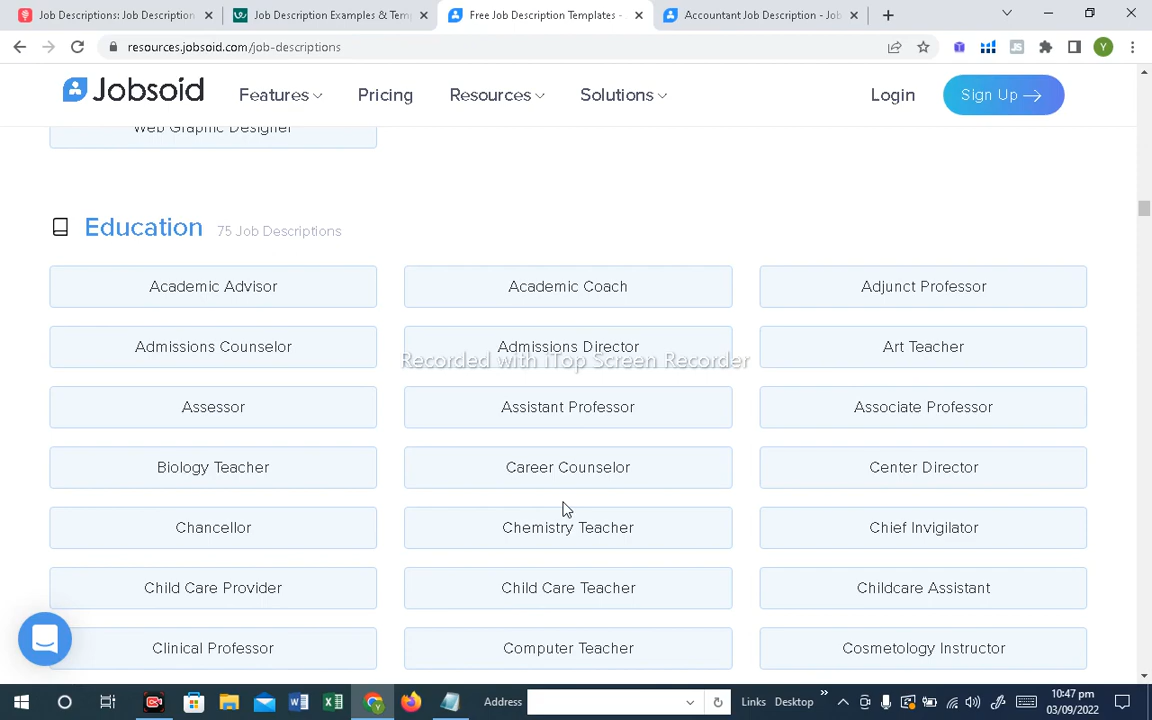 Job Descriptions: Job Description
Job Description Examples & Temp
Free Job Description Templates -
Accountant Job Description - Job
resources.jobsoid.com/job-descriptions
JS
Y
Jobsoid
Features
Pricing
Resources
Solutions
Login
Sign Up
Web Graphic Designer
Education
75 Job Descriptions
Academic Advisor
Academic Coach
Adjunct Professor
Admissions Counselor
Admissions Director
Art Teacher
Recorded with iTop Screen Recorder
Assessor
Assistant Professor
Associate Professor
Biology Teacher
Career Counselor
Center Director
Chancellor
Chemistry Teacher
Chief Invigilator
Child Care Provider
Child Care Teacher
Childcare Assistant
Clinical Professor
Computer Teacher
Cosmetology Instructor
Address
Links
Desktop
10:47 pm
03/09/2022